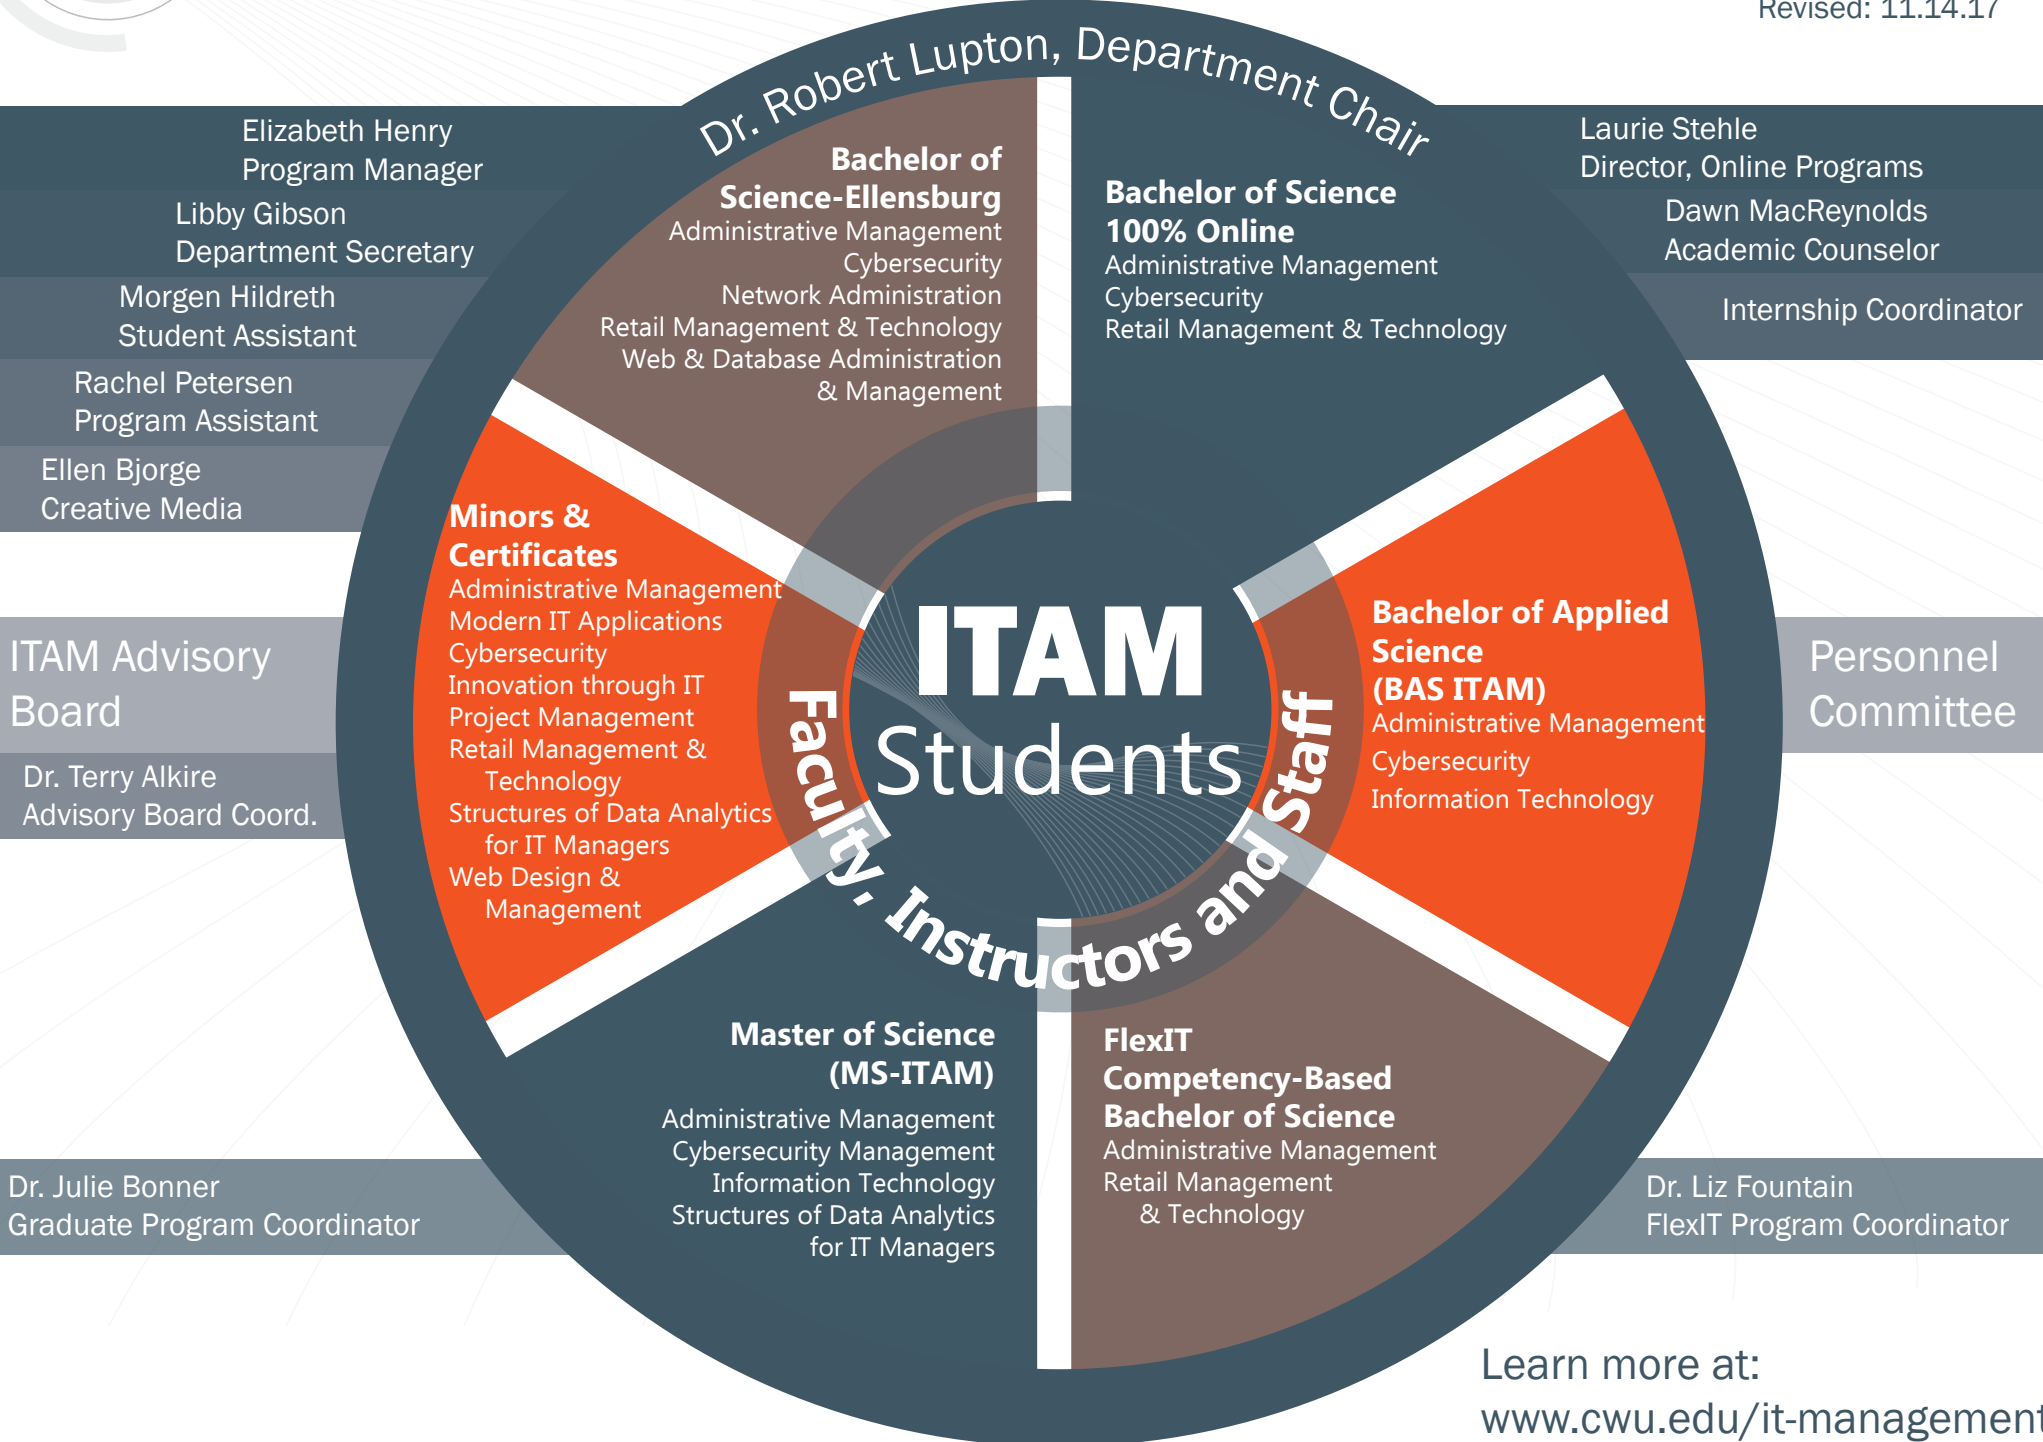 Revised: 11.14.17
Dr. Robert Lupton, Department Chair
Elizabeth Henry
Program Manager
Libby Gibson
Department Secretary
Morgen Hildreth
Student Assistant
Rachel Petersen
Program Assistant
Ellen Bjorge
Creative Media
Laurie Stehle
Director, Online Programs
Dawn MacReynolds
Academic Counselor
Internship Coordinator
Bachelor of
Science-Ellensburg
Administrative Management
Cybersecurity
Network Administration
Retail Management & Technology
Web & Database Administration
& Management
Bachelor of Science
100% Online
Administrative Management
Cybersecurity
Retail Management & Technology
Minors &
Certificates
Administrative Management
Modern IT Applications
Cybersecurity
Innovation through IT
Project Management
Retail Management &
Technology
Structures of Data Analytics
for IT Managers
Web Design &
Management
ITAM
Students
Faculty, Instructors and Staff
Bachelor of Applied
Science
(BAS ITAM)
Administrative Management
Cybersecurity
Information Technology
ITAM Advisory
Board
Dr. Terry Alkire
Advisory Board Coord.
Personnel
Committee
Master of Science
(MS-ITAM)
Administrative Management
Cybersecurity Management
Information Technology
Structures of Data Analytics
for IT Managers
FlexIT
Competency-Based
Bachelor of Science
Administrative Management
Retail Management
& Technology
Dr. Julie Bonner
Graduate Program Coordinator
Dr. Liz Fountain
FlexIT Program Coordinator
Learn more at:
www.cwu.edu/it-management